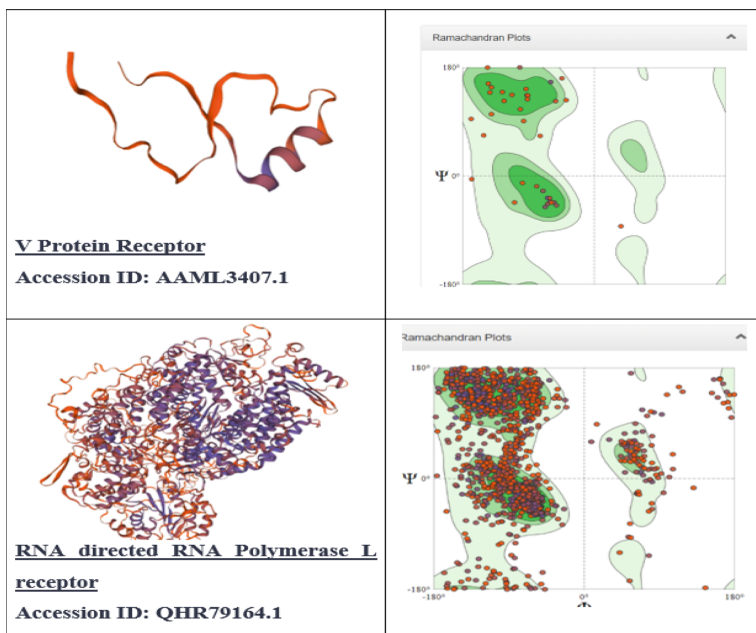 Ramachandran Plots
180°
Ψ 0°
-180°
V Protein Receptor
Accession ID: AAML3407.1
Ramachandran Plots
180°
Ψ 0°
-180°
-180° 0° 180°
RNA directed RNA Polymerase L
receptor
Accession ID: QHR79164.1